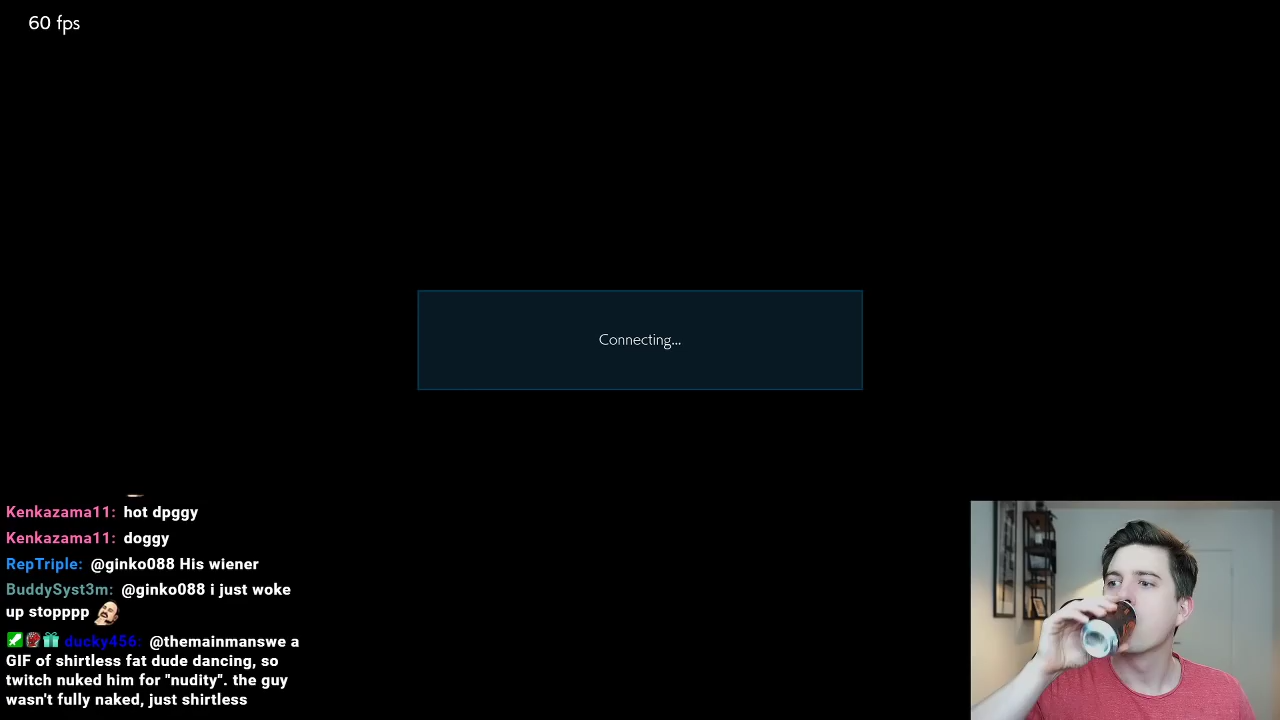 60 fps
Connecting...
Kenkazama11: hot dpggy
Kenkazama11: doggy
RepTriple: @ginko088 His wiener
BuddySyst3m: @ginko088 i just woke
up stopppp
ducky456: @themainmanswe a
GIF of shirtless fat dude dancing, so
twitch nuked him for "nudity". the guy
wasn't fully naked, just shirtless